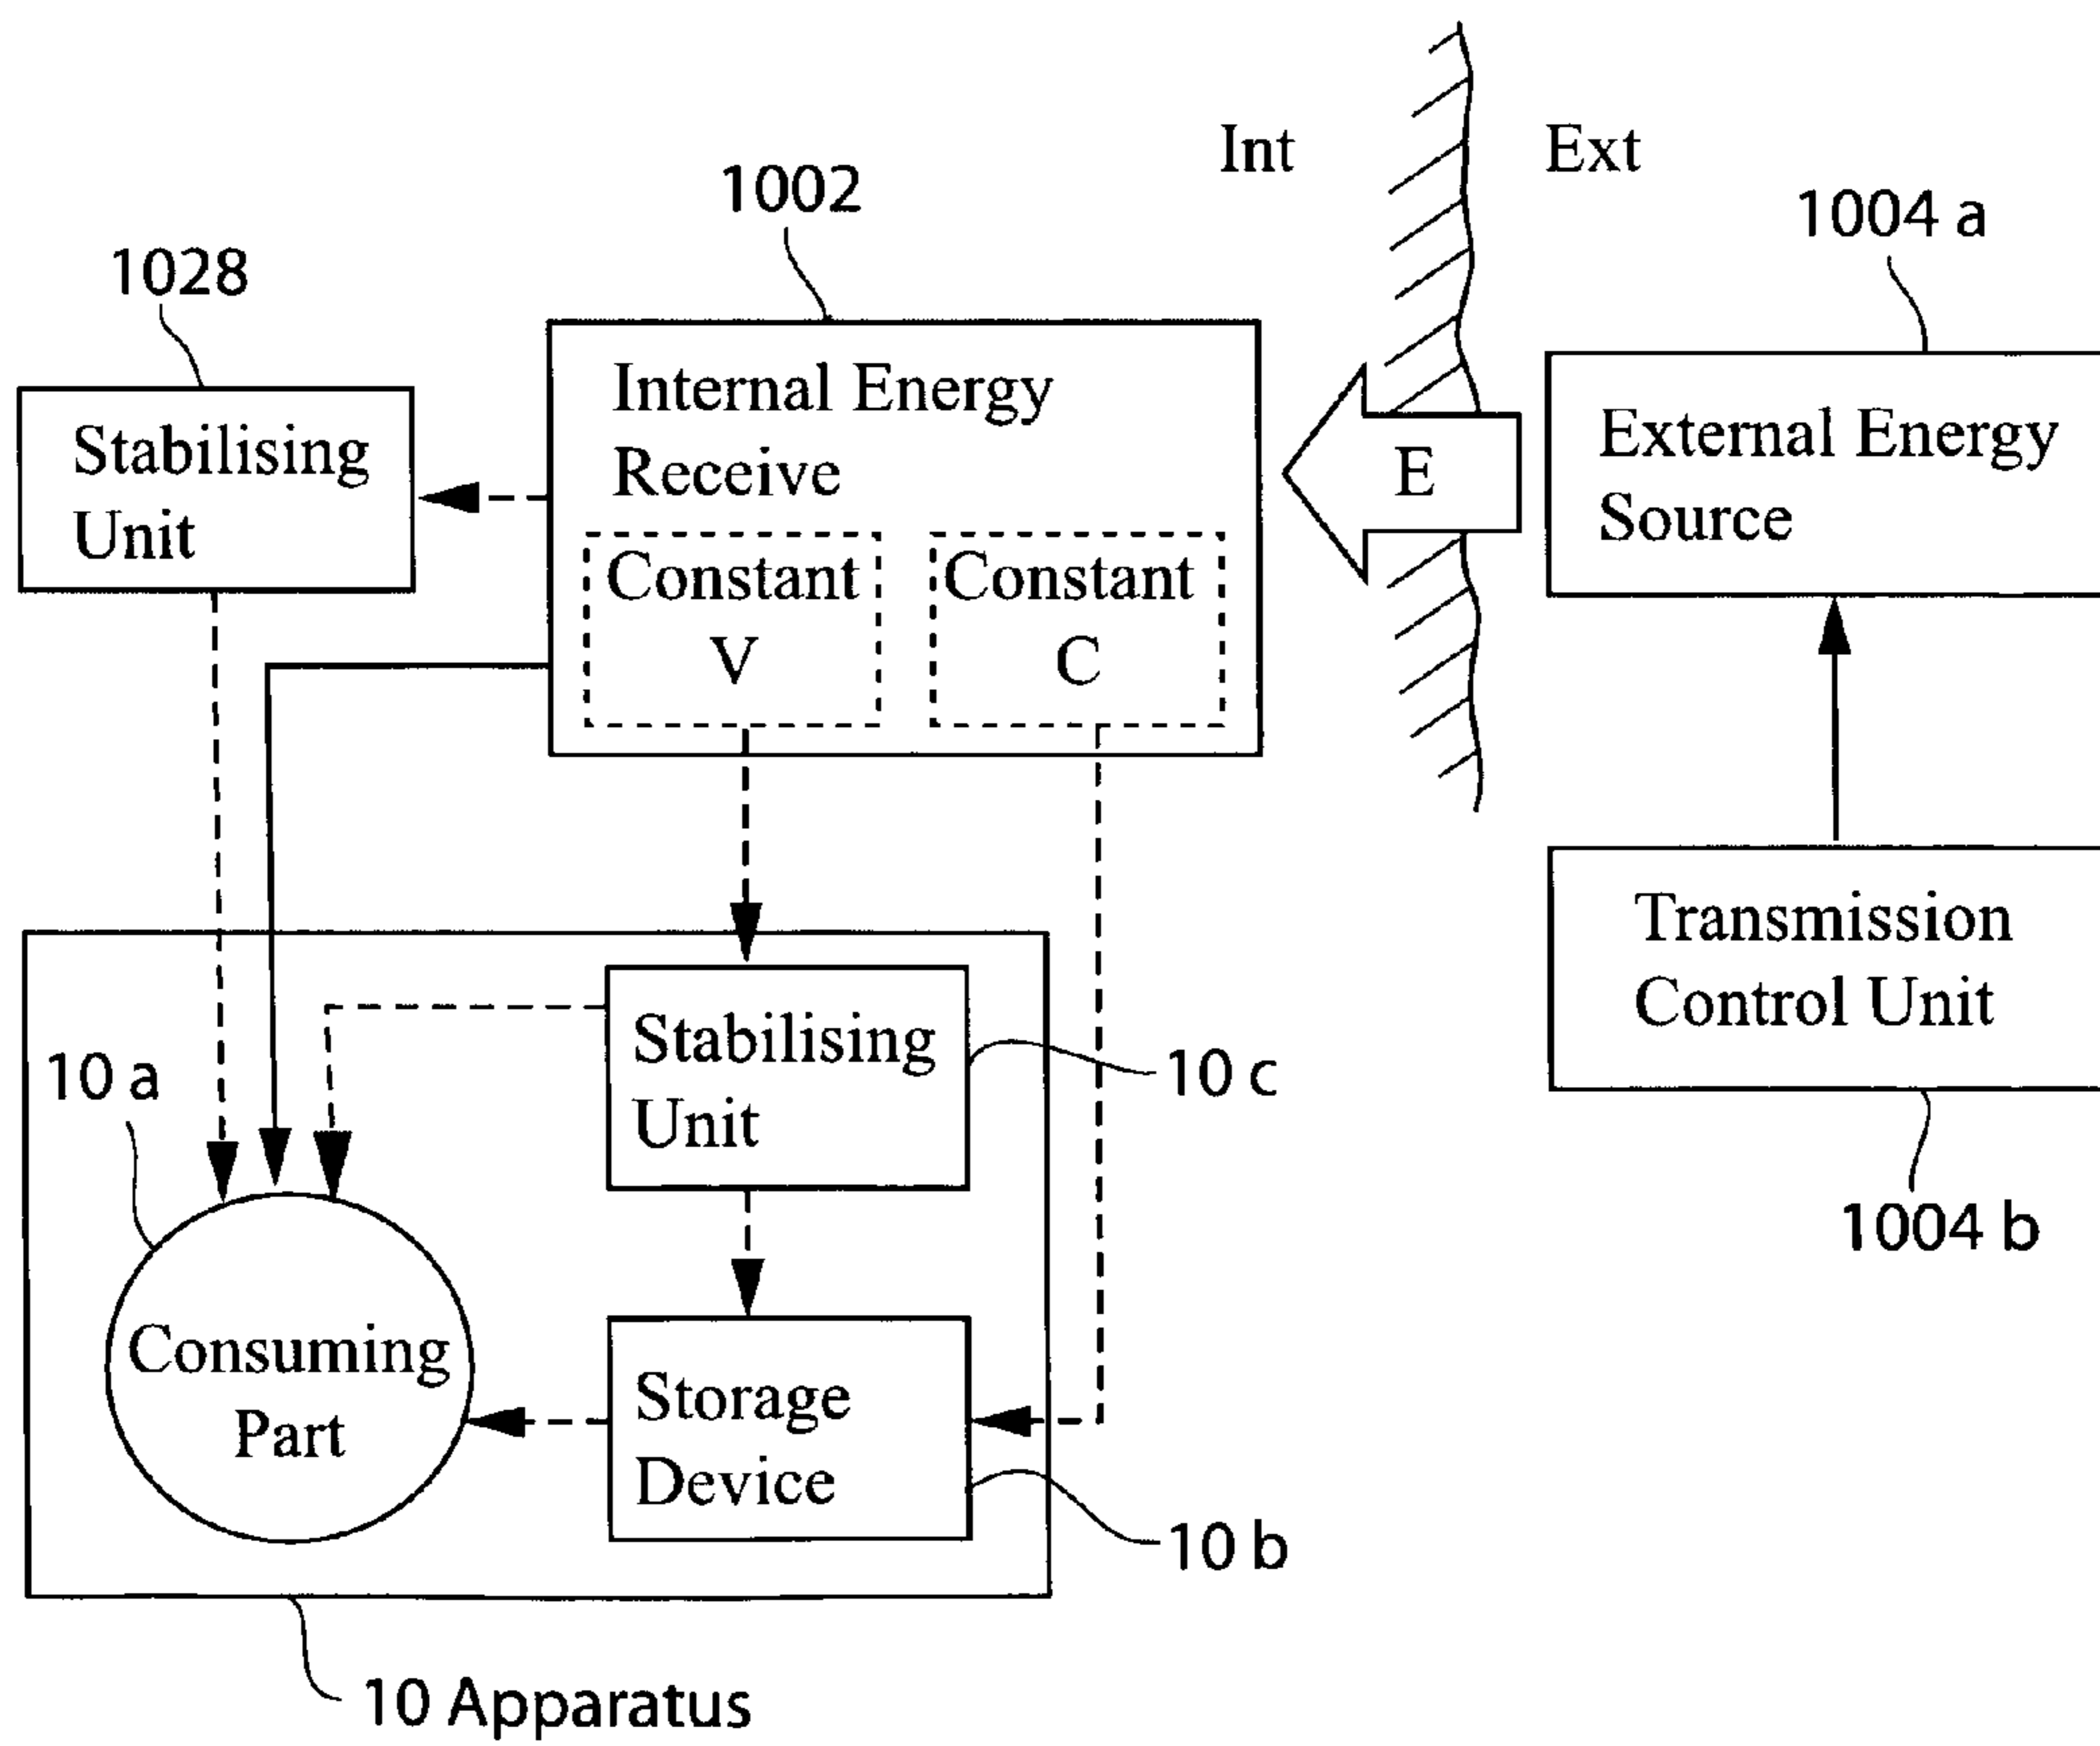 Int
Ext
1002
1004 a
1028
Internal Energy
Receive
Stabilising
Unit
E
External Energy
Source
Constant
V
Constant
C
Transmission
Control Unit
Stabilising
Unit
10 a
10 c
1004 b
Consuming
Part
Storage
Device
10 b
10 Apparatus